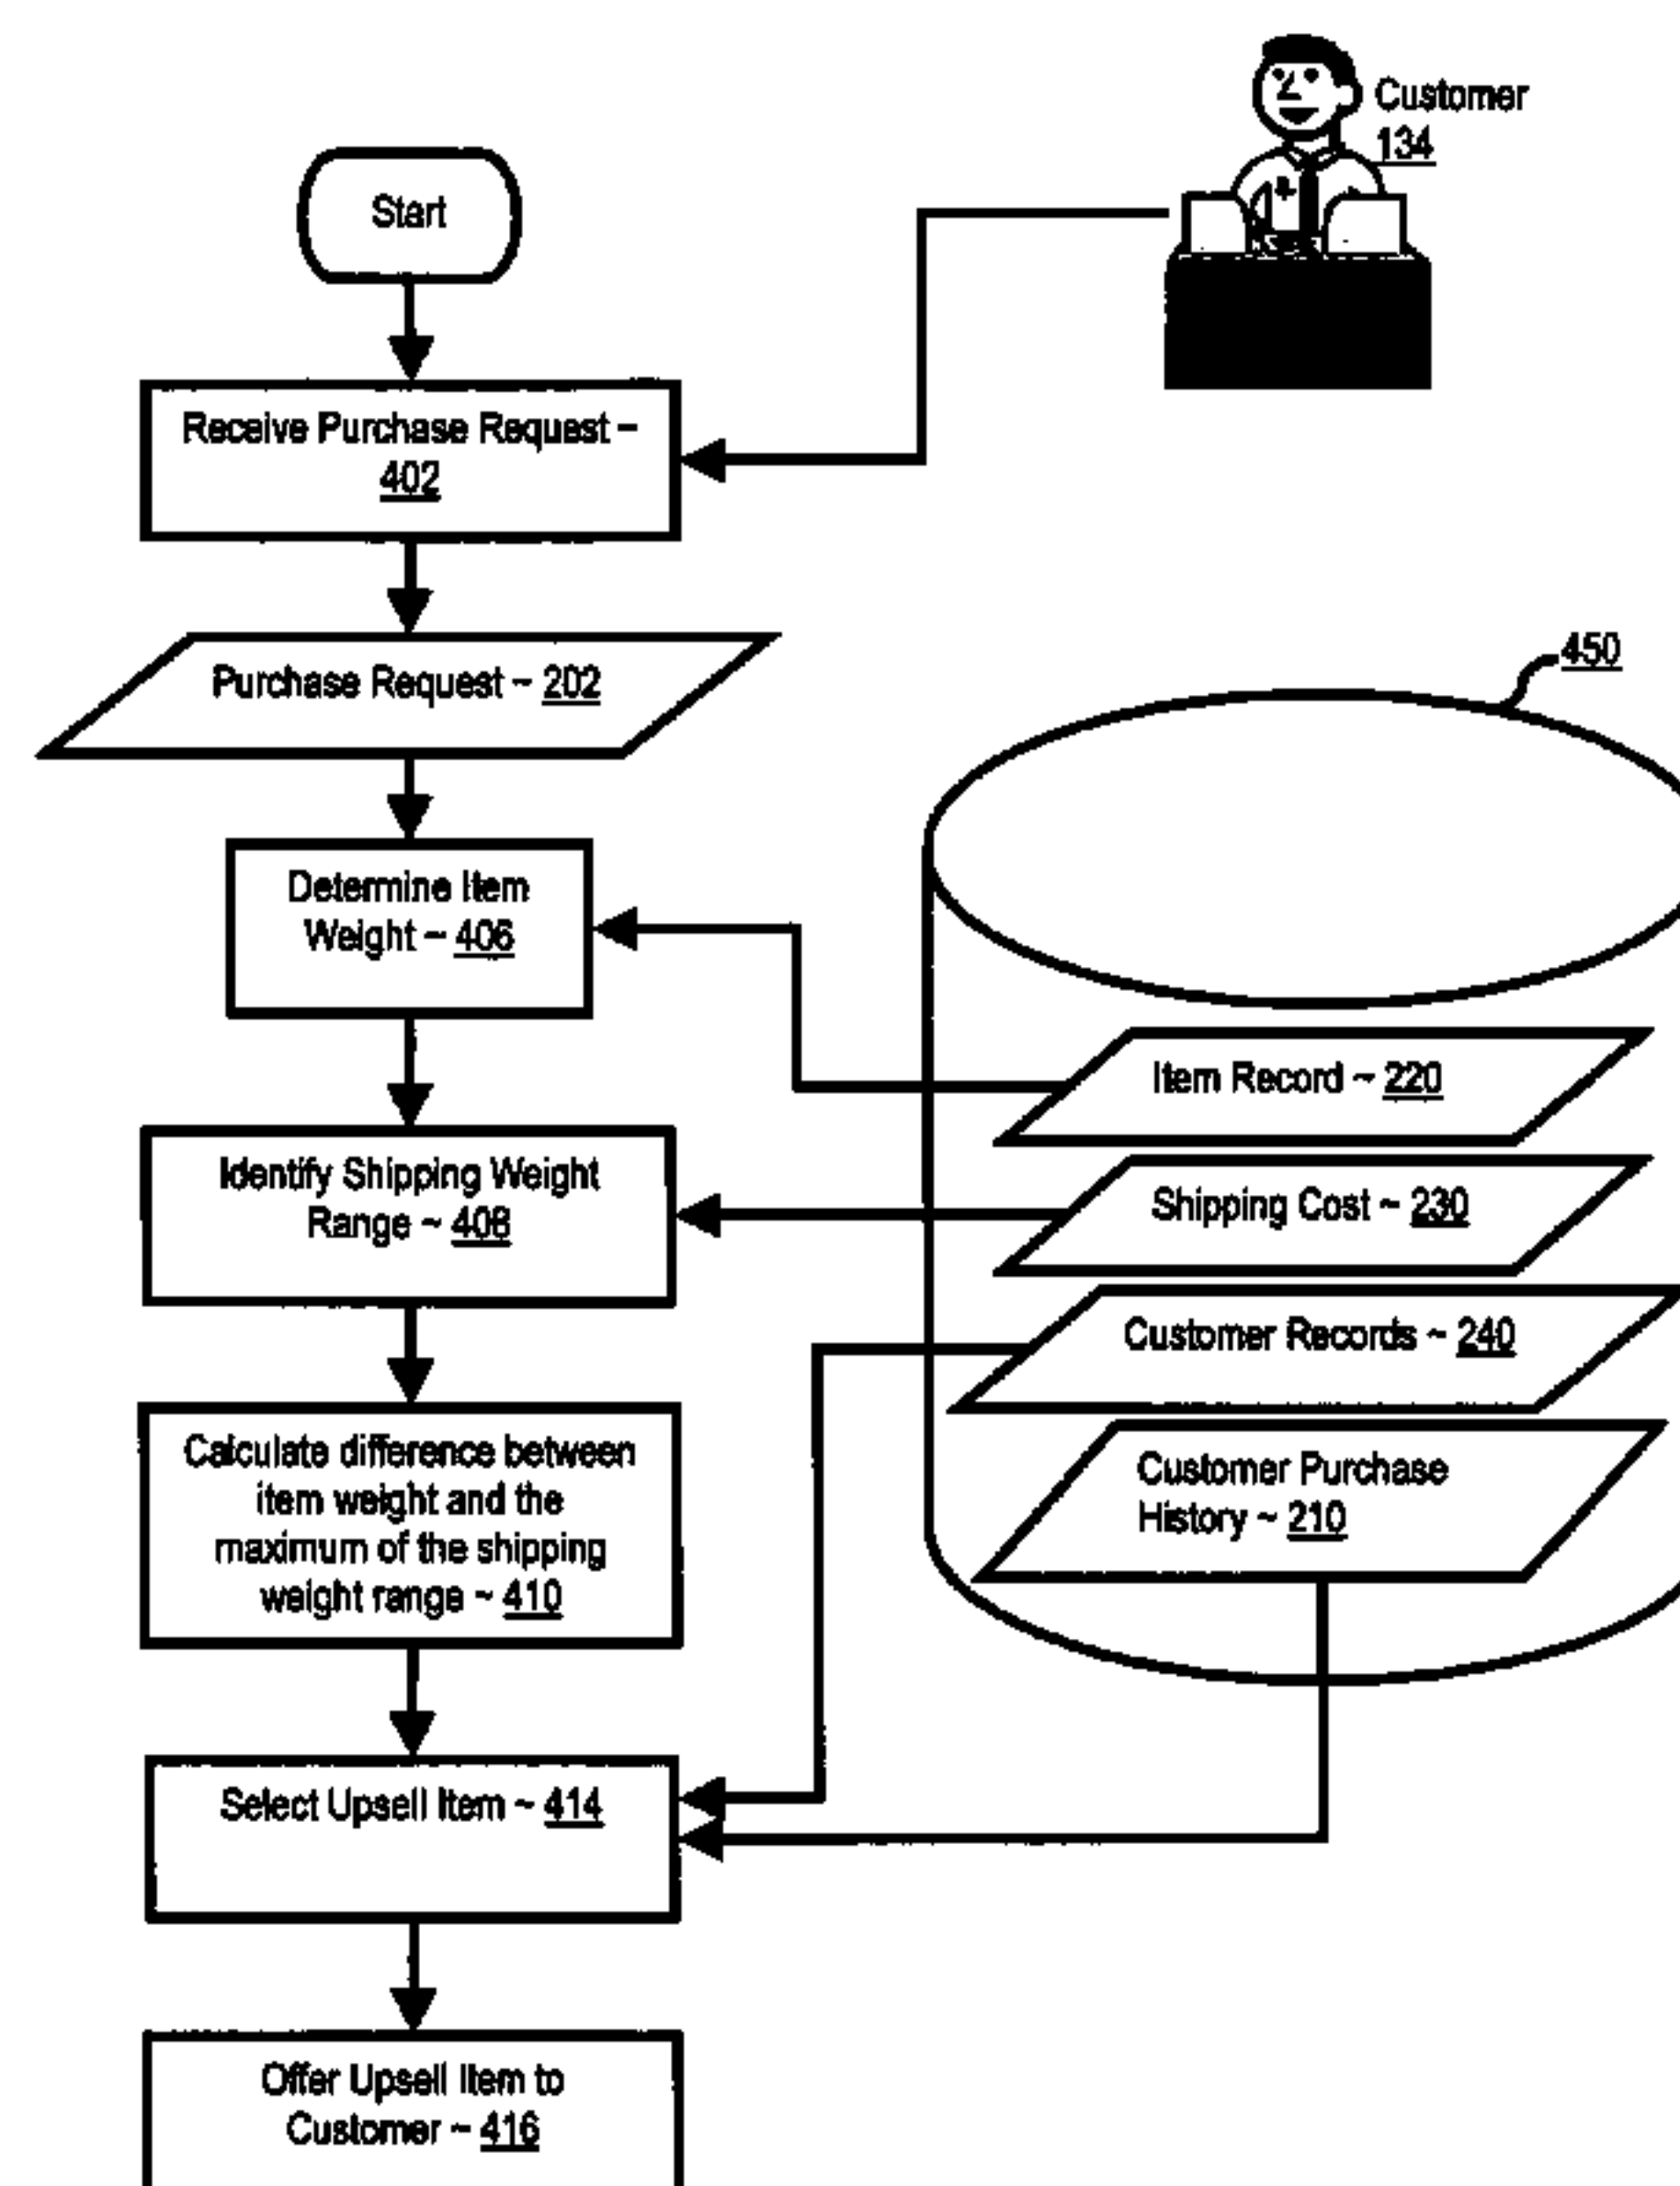 Customer
134
Start
Receive Purchase Request ~
402
Purchase Request ~ 202
450
Determine Item
Weight ~ 406
Item Record ~ 220
Identify Shipping Weight
Range ~ 408
Shipping Cost ~ 230
Customer Records ~ 240
Calculate difference between
item weight and the
maximum of the shipping
weight range ~ 410
Customer Purchase
History ~ 210
Select Upsell Item ~ 414
Offer Upsell Item to
Customer ~ 416